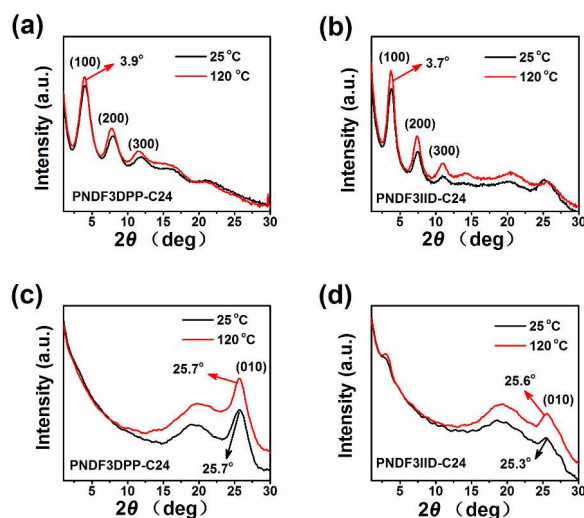 (a)
(100)
3.9°
25 °C
120 °C
(200)
(300)
PNDF3DPP-C24
Intensity (a.u.)
5 10 15 20 25 30
2θ （deg）
(b)
(100)
3.7°
25 °C
120 °C
(200)
(300)
PNDF3IID-C24
Intensity (a.u.)
5 10 15 20 25 30
2θ （deg）
(c)
25 °C
120 °C
25.7°
(010)
PNDF3DPP-C24
25.7°
Intensity (a.u.)
5 10 15 20 25 30
2θ （deg）
(d)
25 °C
120 °C
25.6°
(010)
PNDF3IID-C24
25.3°
Intensity (a.u.)
5 10 15 20 25 30
2θ （deg）